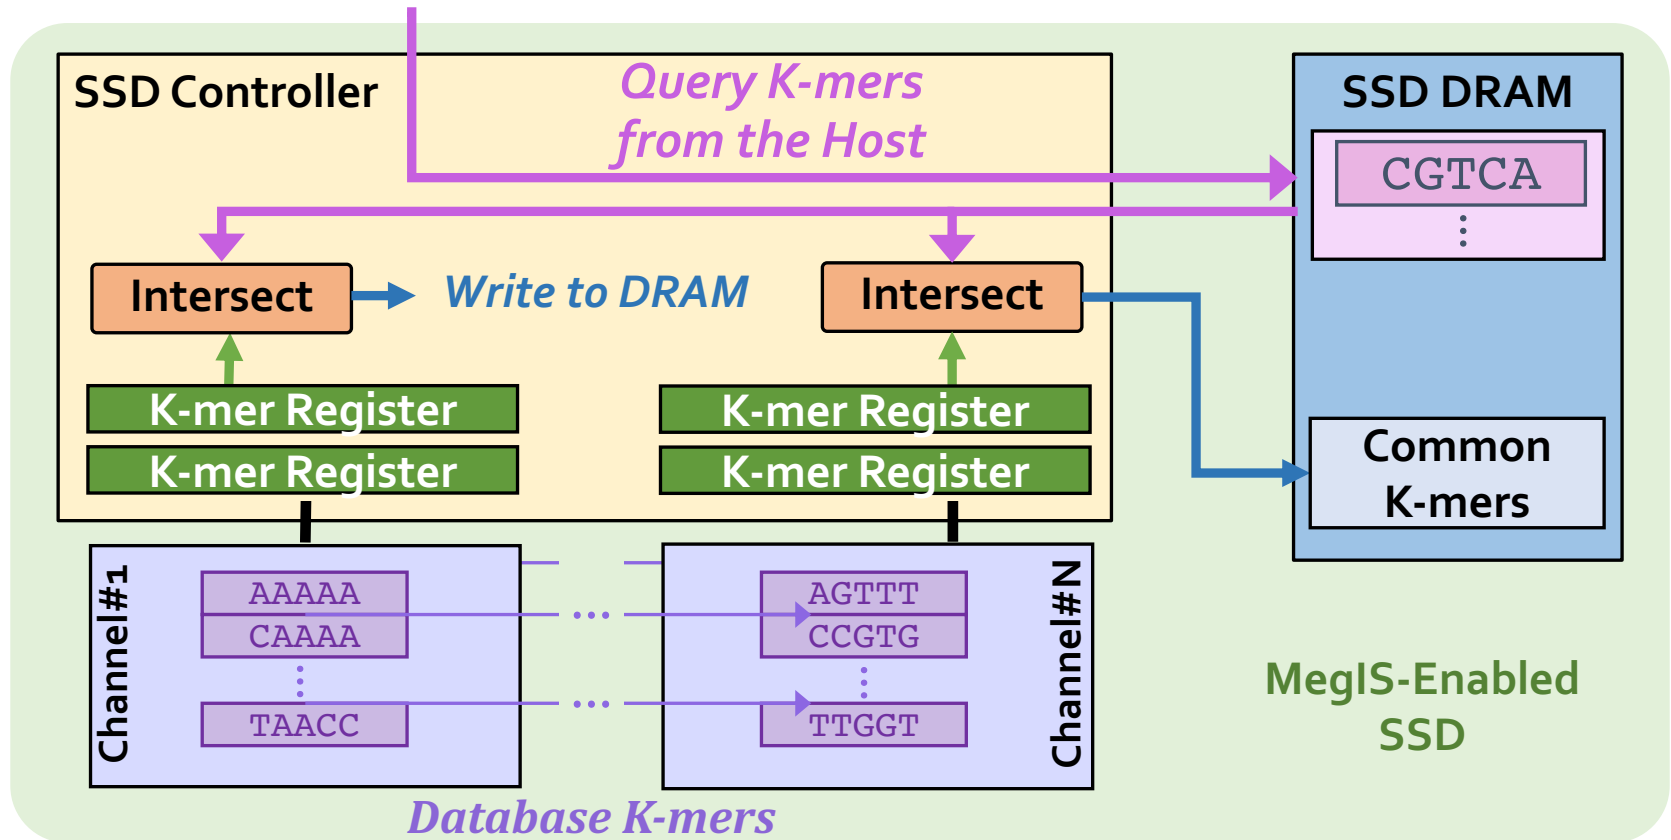 SSD Controller
Query K-mers
from the Host
SSD DRAM
CGTCA
⋮
Intersect
Write to DRAM
Intersect
K-mer Register
K-mer Register
K-mer Register
K-mer Register
Common
K-mers
Channel#1
AAAAA
CAAAA
⋮
TAACC
...
...
AGTTT
CCGTG
⋮
TTGGT
Channel#N
MegIS-Enabled
SSD
Database K-mers